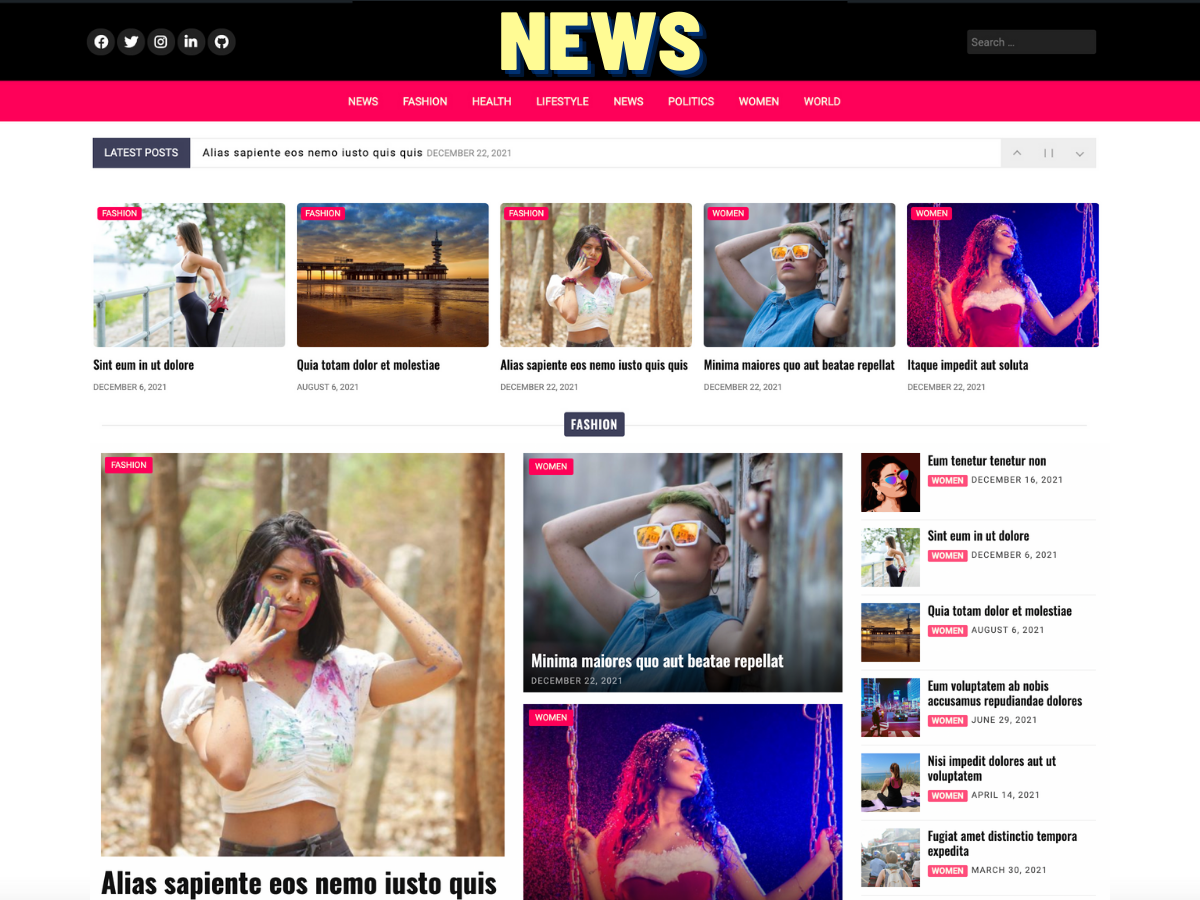 NEWS
Search ...
NEWS FASHION HEALTH LIFESTYLE NEWS POLITICS WOMEN WORLD
LATEST POSTS Alias sapiente eos nemo iusto quis quis DECEMBER 22, 2021
FASHION
Sint eum in ut dolore
DECEMBER 6, 2021
FASHION
Quia totam dolor et molestiae
AUGUST 6, 2021
FASHION
Alias sapiente eos nemo iusto quis quis
DECEMBER 22, 2021
WOMEN
Minima maiores quo aut beatae repellat
DECEMBER 22, 2021
WOMEN
Itaque impedit aut soluta
DECEMBER 22, 2021
FASHION
FASHION
Alias sapiente eos nemo iusto quis
WOMEN
Minima maiores quo aut beatae repellat
DECEMBER 22, 2021
WOMEN
Eum tenetur tenetur non
WOMEN DECEMBER 16, 2021
Sint eum in ut dolore
WOMEN DECEMBER 6, 2021
Quia totam dolor et molestiae
WOMEN AUGUST 6, 2021
Eum voluptatem ab nobis
accusamus repudiandae dolores
WOMEN JUNE 29, 2021
Nisi impedit dolores aut ut
voluptatem
WOMEN APRIL 14, 2021
Fugiat amet distinctio tempora
expedita
WOMEN MARCH 30, 2021